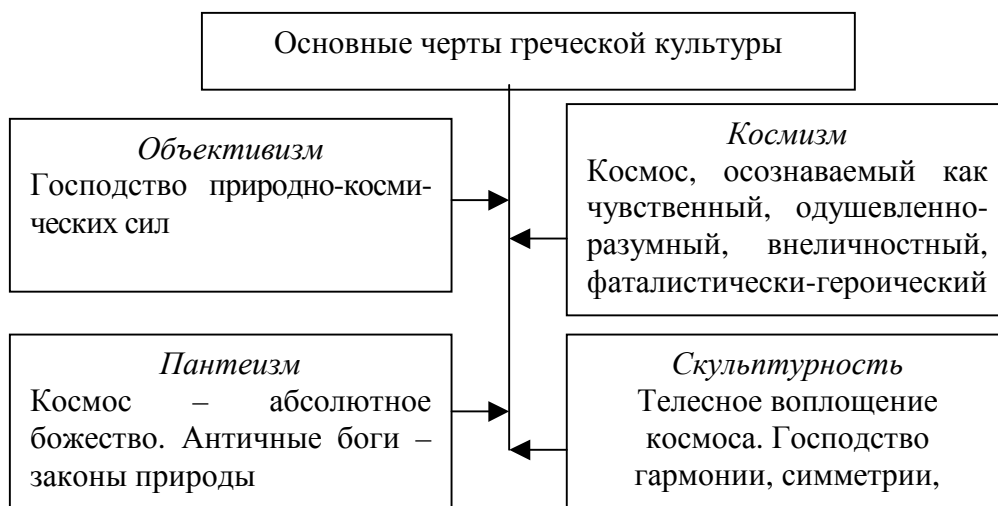 Основные черты греческой культуры
Объективизм
Господство природно-косми-
ческих сил
Космизм
Космос, осознаваемый как
чувственный, одушевленно-
разумный, внеличностный,
фаталистически-героический
Пантеизм
Космос – абсолютное
божество. Античные боги –
законы природы
Скульптурность
Телесное воплощение
космоса. Господство
гармонии, симметрии,